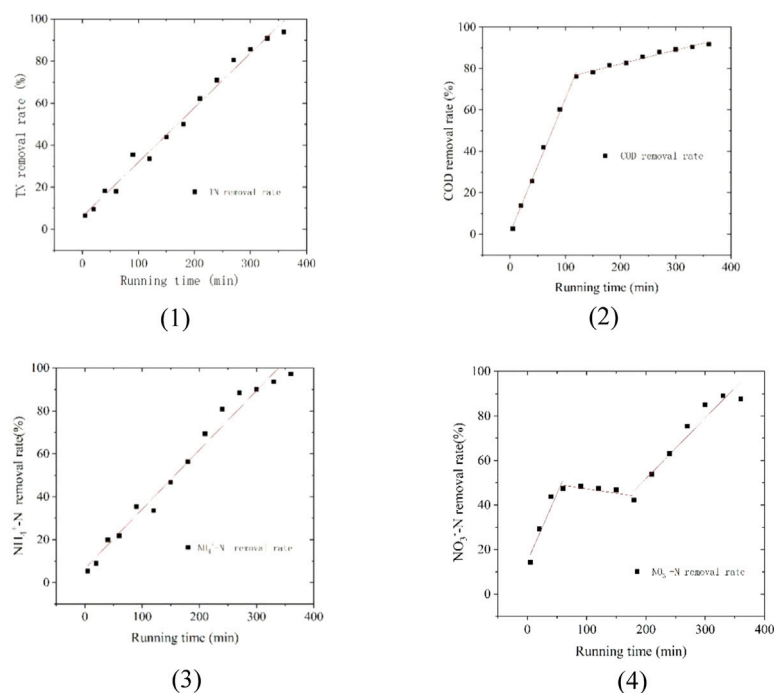 100
80
60
40
20
0
TN removal rate (%)
TN removal rate
0 100 200 300 400
Running time (min)
(1)
100
80
60
40
20
0
COD removal rate (%)
COD removal rate
0 100 200 300 400
Running time (min)
(2)
100
80
60
40
20
0
NH₄⁺-N removal rate(%)
NH₄⁺-N removal rate
0 100 200 300 400
Running time (min)
(3)
100
80
60
40
20
0
NO₃⁻-N removal rate(%)
NO₃⁻-N removal rate
0 100 200 300 400
Running time (min)
(4)